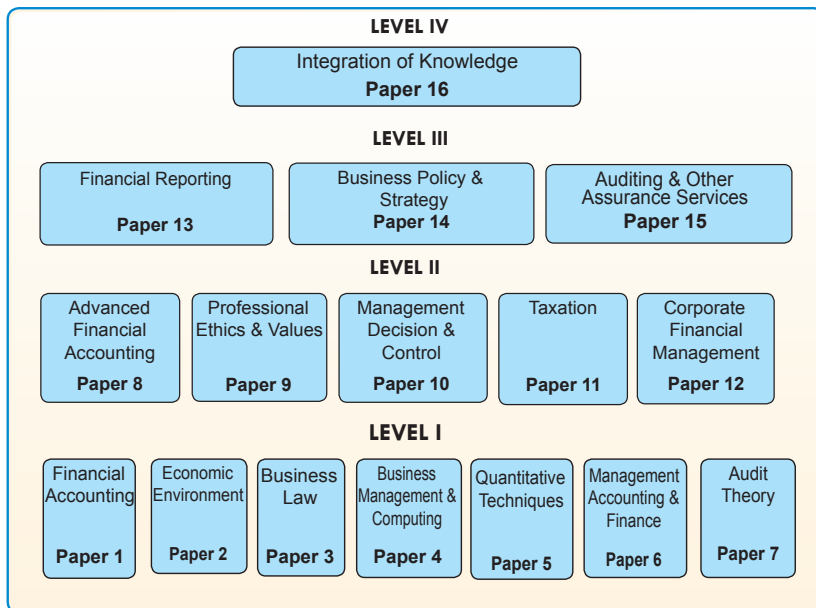 LEVEL IV
Integration of Knowledge
Paper 16
LEVEL III
Financial Reporting
Paper 13
Business Policy &
Strategy
Paper 14
Auditing & Other
Assurance Services
Paper 15
LEVEL II
Advanced
Financial
Accounting
Paper 8
Professional
Ethics & Values
Paper 9
Management
Decision &
Control
Paper 10
Taxation
Paper 11
Corporate
Financial
Management
Paper 12
LEVEL I
Financial
Accounting
Paper 1
Economic
Environment
Paper 2
Business
Law
Paper 3
Business
Management &
Computing
Paper 4
Quantitative
Techniques
Paper 5
Management
Accounting &
Finance
Paper 6
Audit
Theory
Paper 7